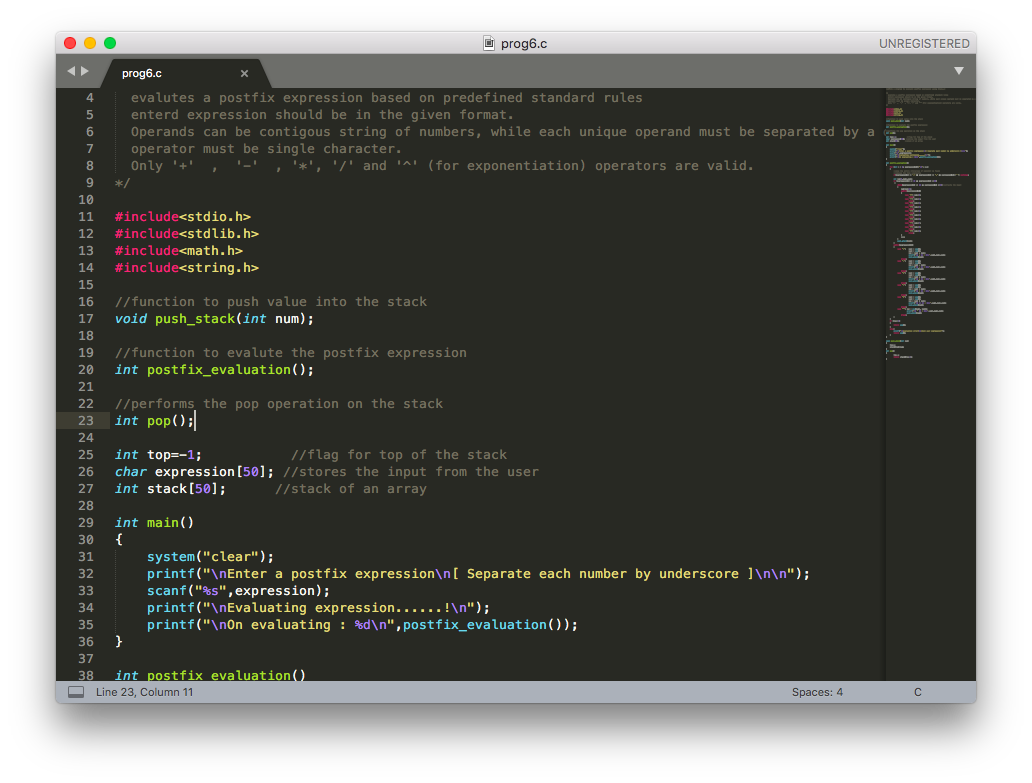 prog6.c
UNREGISTERED
prog6.c ×
4 evalutes a postfix expression based on predefined standard rules
5 enterd expression should be in the given format.
6 Operands can be contigous string of numbers, while each unique operand must be separated by a
7 operator must be single character.
8 Only '+' , '-' , '*', '/' and '^' (for exponentiation) operators are valid.
9 */
10
11 #include<stdio.h>
12 #include<stdlib.h>
13 #include<math.h>
14 #include<string.h>
15
16 //function to push value into the stack
17 void push_stack(int num);
18
19 //function to evalute the postfix expression
20 int postfix_evaluation();
21
22 //performs the pop operation on the stack
23 int pop();
24
25 int top=-1;           //flag for top of the stack
26 char expression[50]; //stores the input from the user
27 int stack[50];      //stack of an array
28
29 int main()
30 {
31     system("clear");
32     printf("\nEnter a postfix expression\n[ Separate each number by underscore ]\n\n");
33     scanf("%s",expression);
34     printf("\nEvaluating expression......!\n");
35     printf("\nOn evaluating : %d\n",postfix_evaluation());
36 }
37
38 int postfix_evaluation()
Line 23, Column 11
Spaces: 4
C